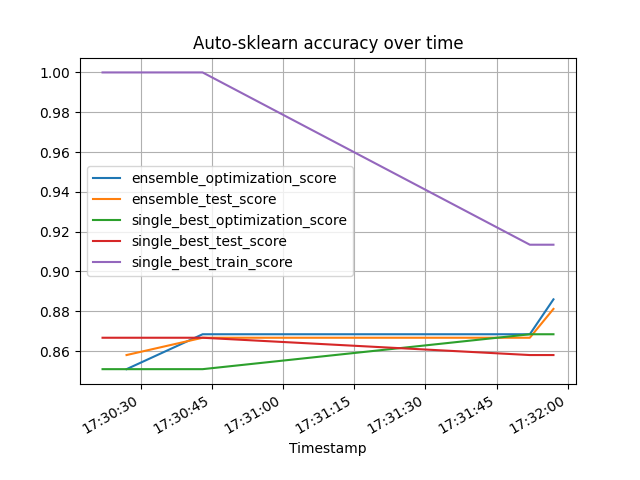 Auto-sklearn accuracy over time
1.00
0.98
0.96
0.94
0.92
0.90
0.88
0.86
ensemble_optimization_score
ensemble_test_score
single_best_optimization_score
single_best_test_score
single_best_train_score
17:30:30
17:30:45
17:31:00
17:31:15
17:31:30
17:31:45
17:32:00
Timestamp